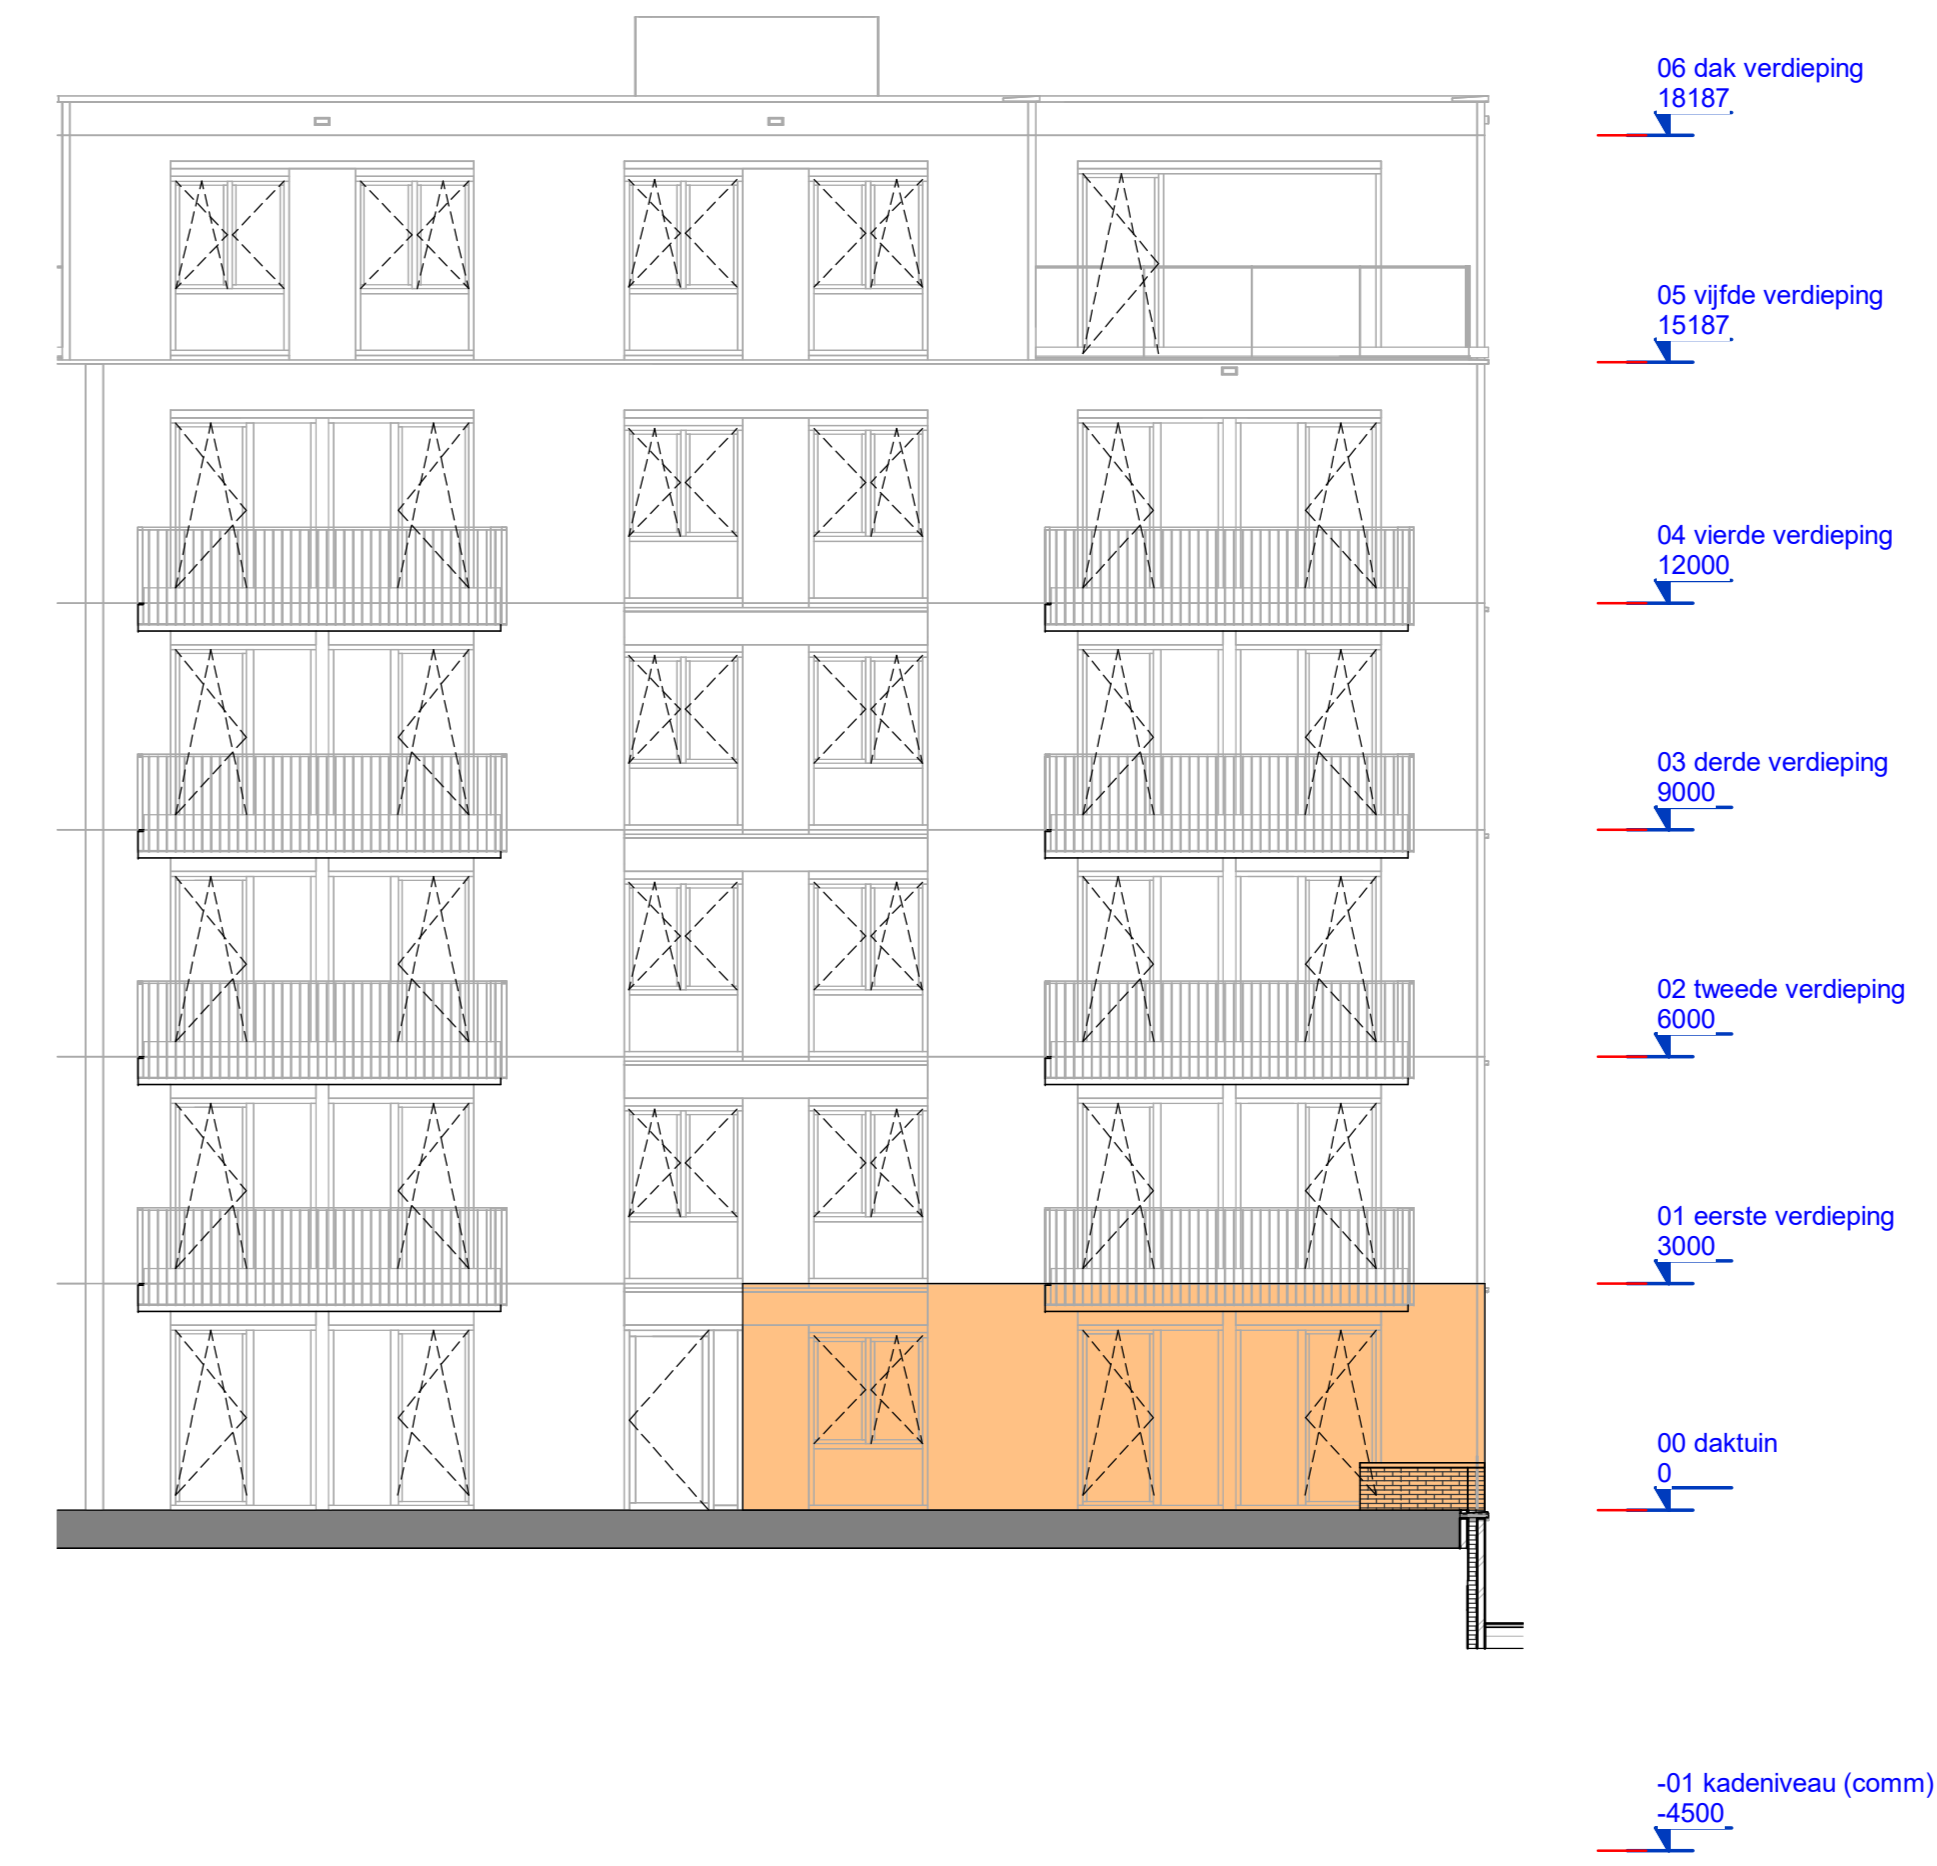 06 dak verdieping
18187
05 vijfde verdieping
15187
04 vierde verdieping
12000
03 derde verdieping
9000
02 tweede verdieping
6000
01 eerste verdieping
3000
00 daktuin
0
-01 kadeniveau (comm)
-4500